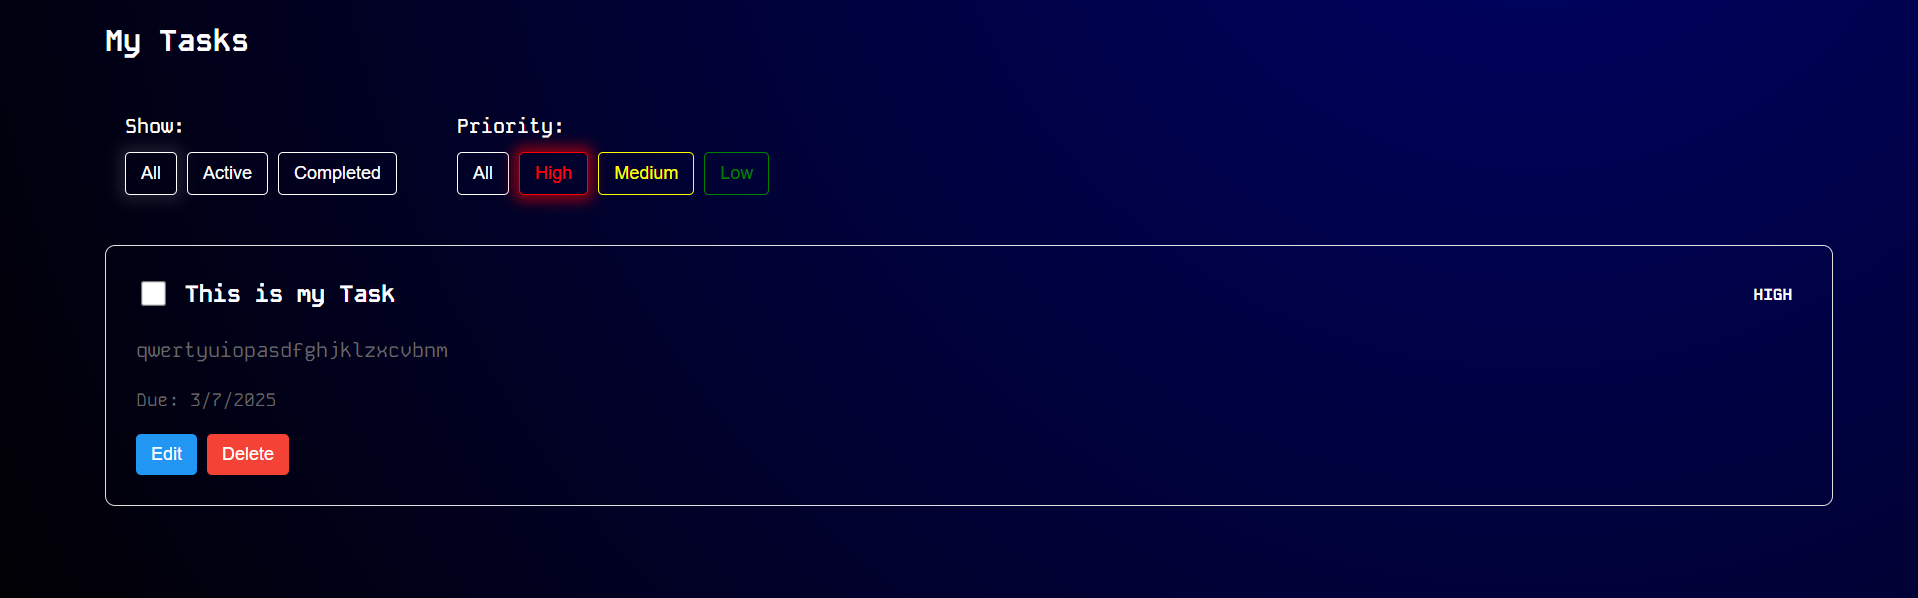 My Tasks
Show: Priority:
All Active Completed All High Medium Low
This is my Task HIGH
qwertyuiopasdfghjklzxcvbnm
Due: 3/7/2025
Edit Delete